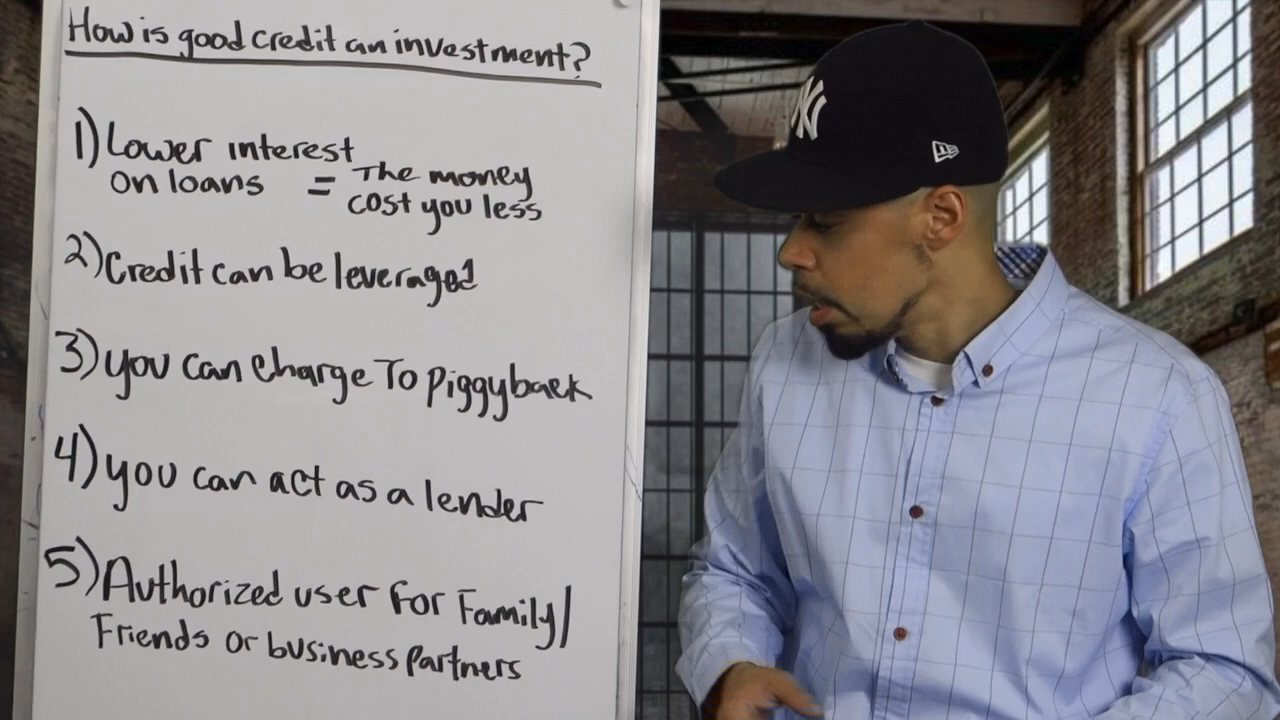 How is good credit an investment?
1) Lower interest
on loans = The money
cost you less
2) Credit can be leveraged
3) you can charge To piggyback
4) you can act as a lender
5) Authorized user for Family/
Friends or business partners
NY